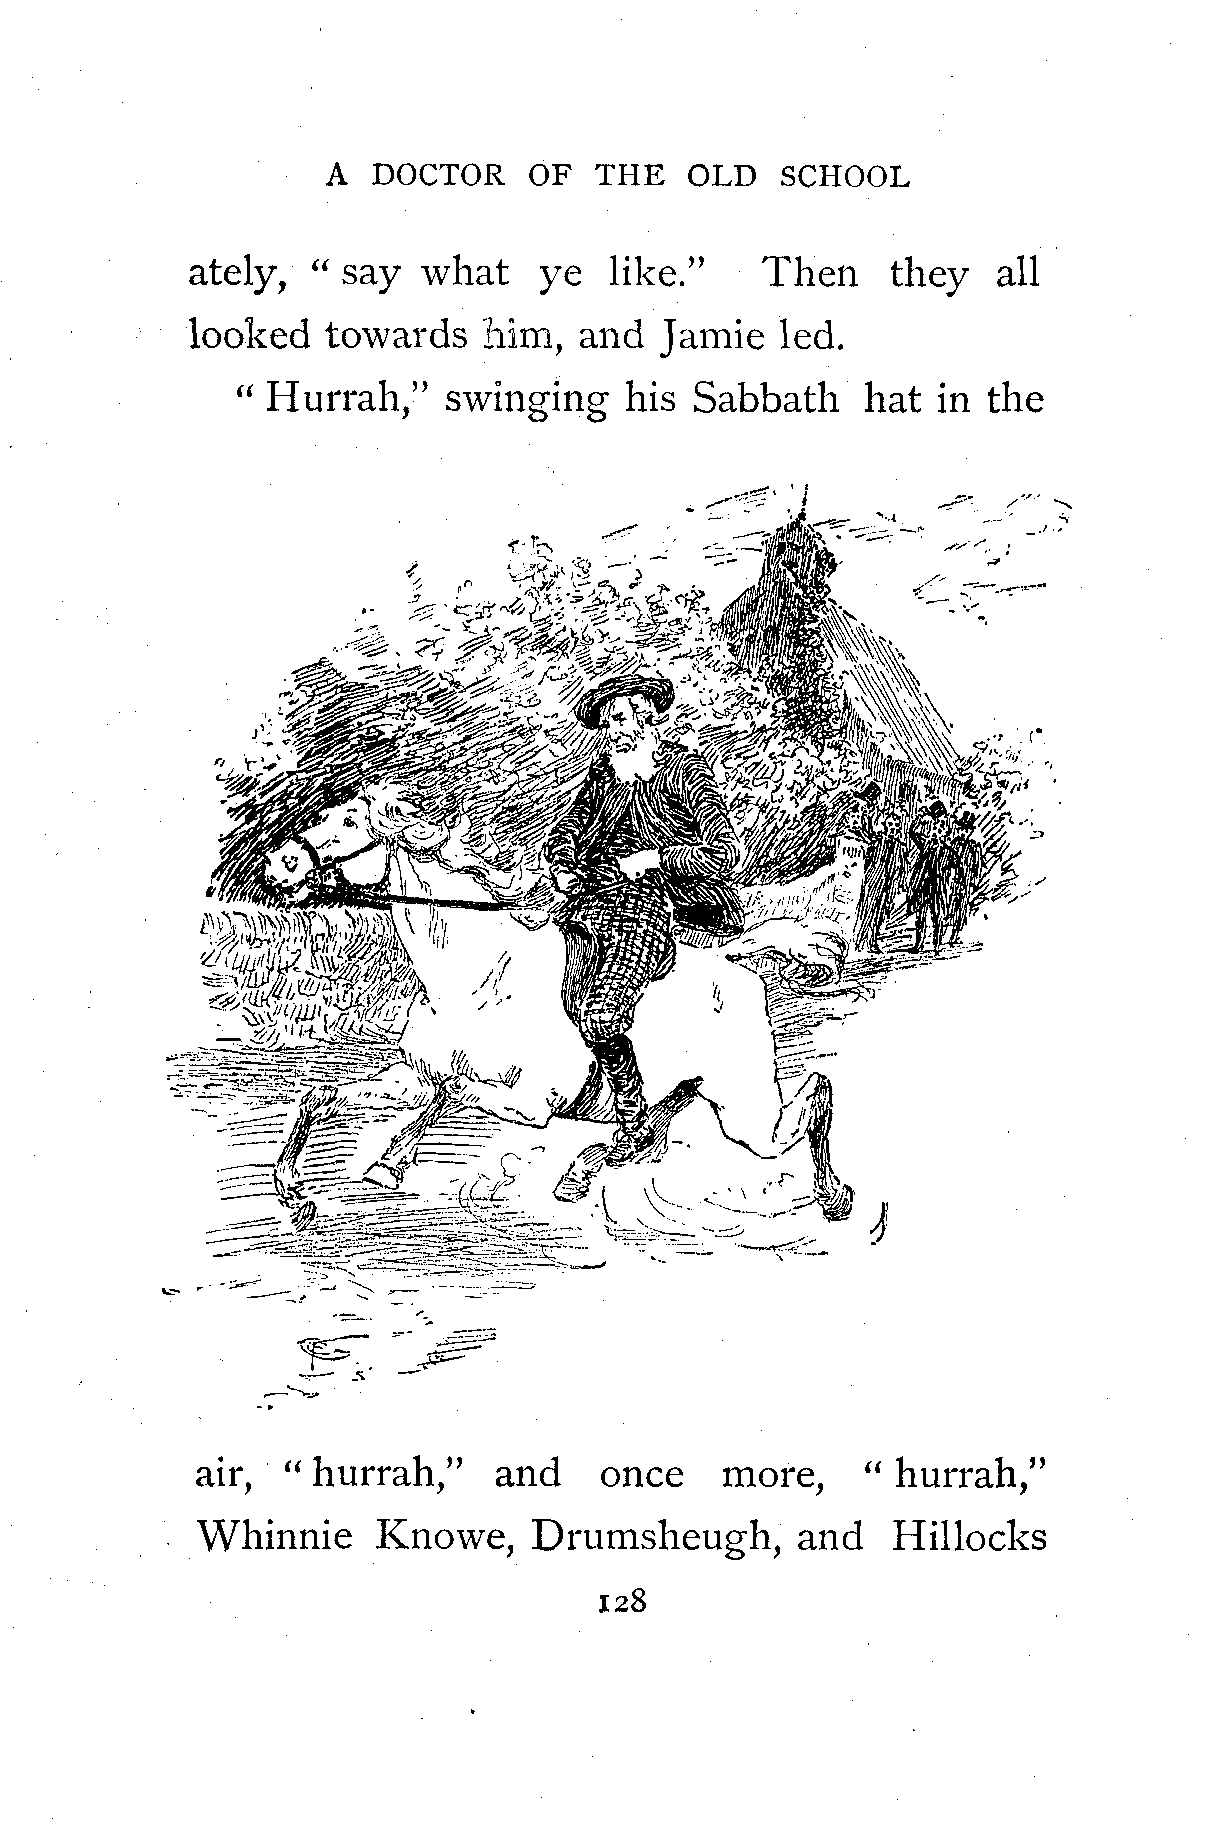 A DOCTOR OF THE OLD SCHOOL
ately, “ say what ye like.” Then they all
looked towards him, and Jamie led.
“ Hurrah,” swinging his Sabbath hat in the
air, “ hurrah,” and once more, “ hurrah,”
Whinnie Knowe, Drumsheugh, and Hillocks
128